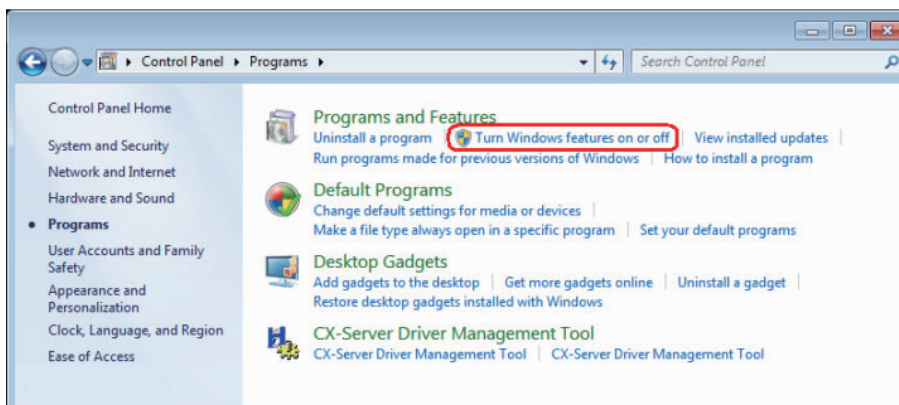 Control Panel Programs
Search Control Panel
Control Panel Home
System and Security
Network and Internet
Hardware and Sound
Programs
User Accounts and Family
Safety
Appearance and
Personalization
Clock, Language, and Region
Ease of Access
Programs and Features
Uninstall a program Turn Windows features on or off View installed updates
Run programs made for previous versions of Windows How to install a program
Default Programs
Change default settings for media or devices
Make a file type always open in a specific program Set your default programs
Desktop Gadgets
Add gadgets to the desktop Get more gadgets online Uninstall a gadget
Restore desktop gadgets installed with Windows
CX-Server Driver Management Tool
CX-Server Driver Management Tool CX-Server Driver Management Tool